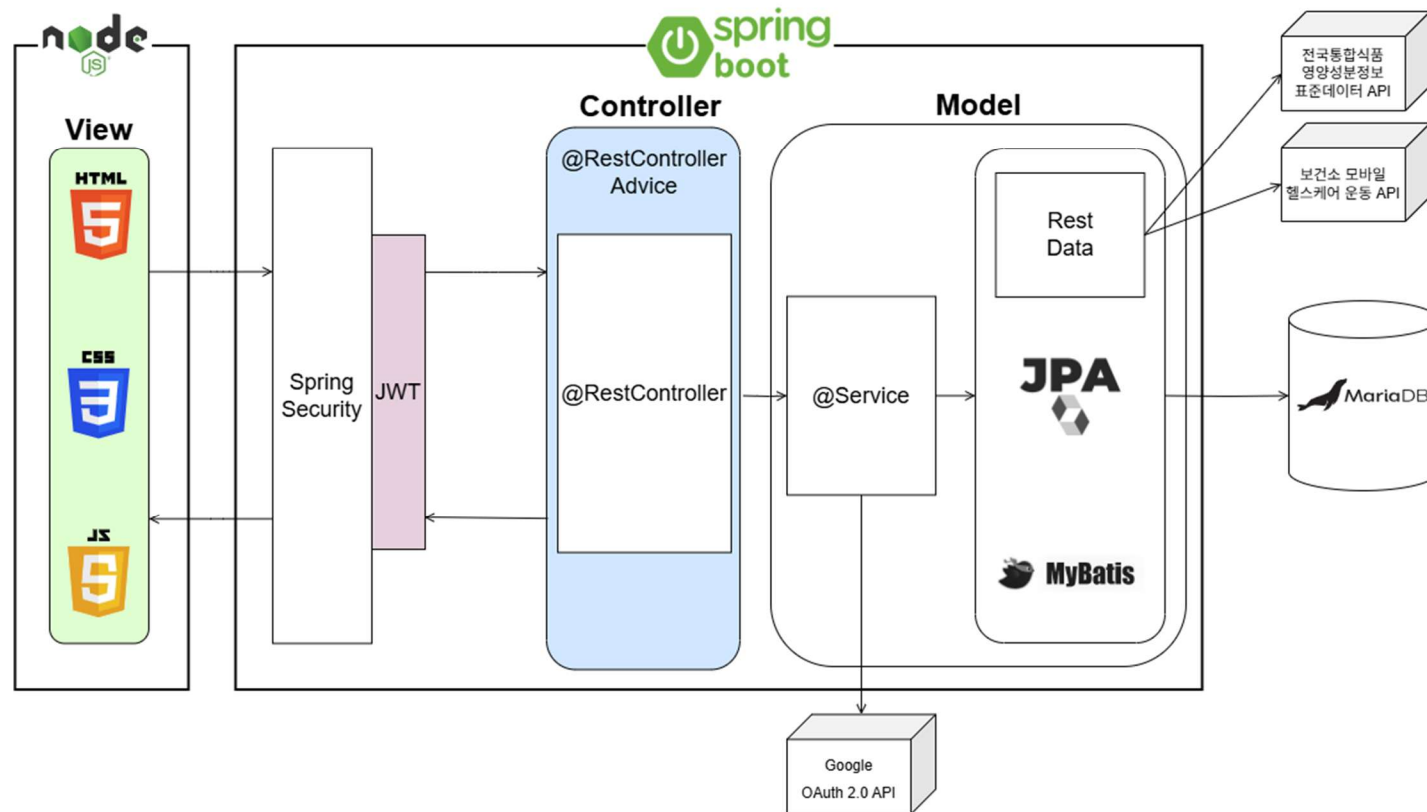 node
JS
spring
boot
View
Controller
Model
HTML
5
CSS
3
JS
5
Spring
Security
JWT
@RestController
Advice
@RestController
@Service
Rest
Data
JPA
MyBatis
전국통합식품
영양성분정보
표준데이터 API
보건소 모바일
헬스케어 운동 API
MariaDB
Google
OAuth 2.0 API